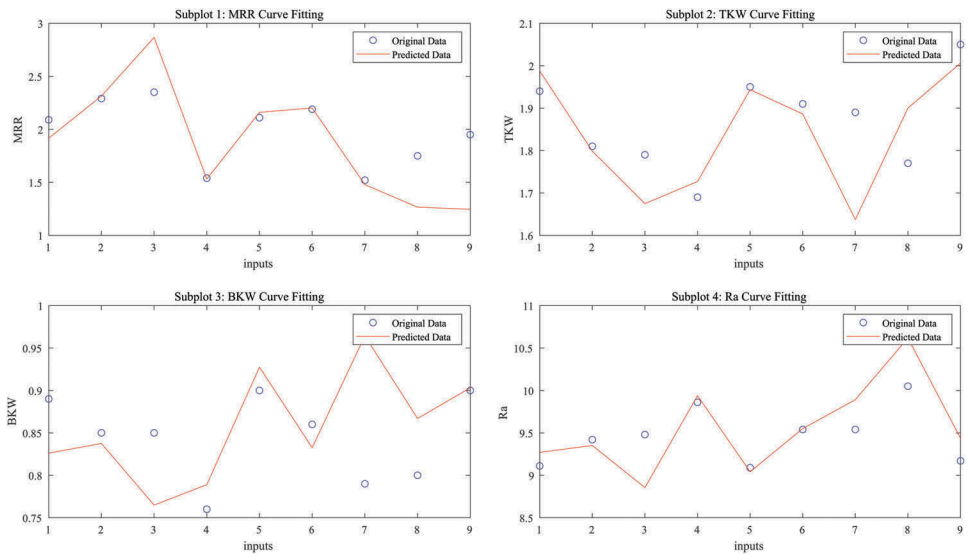 Subplot 1: MRR Curve Fitting
3
2.5
2
1.5
1
MRR
Original Data
Predicted Data
1 2 3 4 5 6 7 8 9
inputs
Subplot 2: TKW Curve Fitting
2.1
2
1.9
1.8
1.7
1.6
TKW
Original Data
Predicted Data
1 2 3 4 5 6 7 8 9
inputs
Subplot 3: BKW Curve Fitting
1
0.95
0.9
0.85
0.8
0.75
BKW
Original Data
Predicted Data
1 2 3 4 5 6 7 8 9
inputs
Subplot 4: Ra Curve Fitting
11
10.5
10
9.5
9
8.5
Ra
Original Data
Predicted Data
1 2 3 4 5 6 7 8 9
inputs